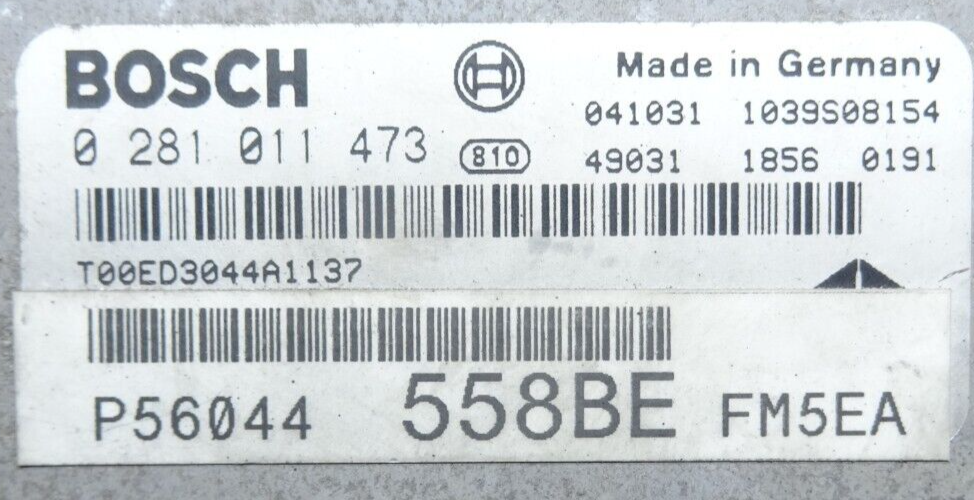 BOSCH
Made in Germany
041031 1039S08154
0 281 011 473 810
49031 1856 0191
T00ED3044A1137
P56044 558BE FM5EA